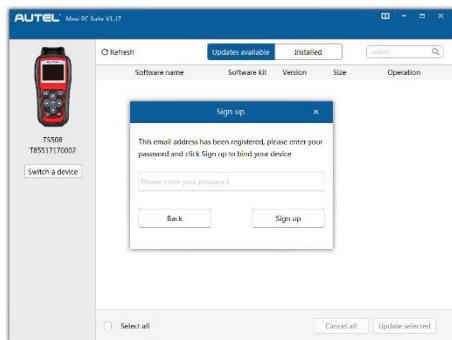 AUTEL Maxi PC Suite V1.17
Refresh
Updates available
Installed
search
Software name Software kit Version Size Operation
Sign up
This email address has been registered, please enter your
password and click Sign up to bind your device
Please enter your password
Back
Sign up
TS508
T85517170002
Switch a device
Select all
Cancel all
Update selected